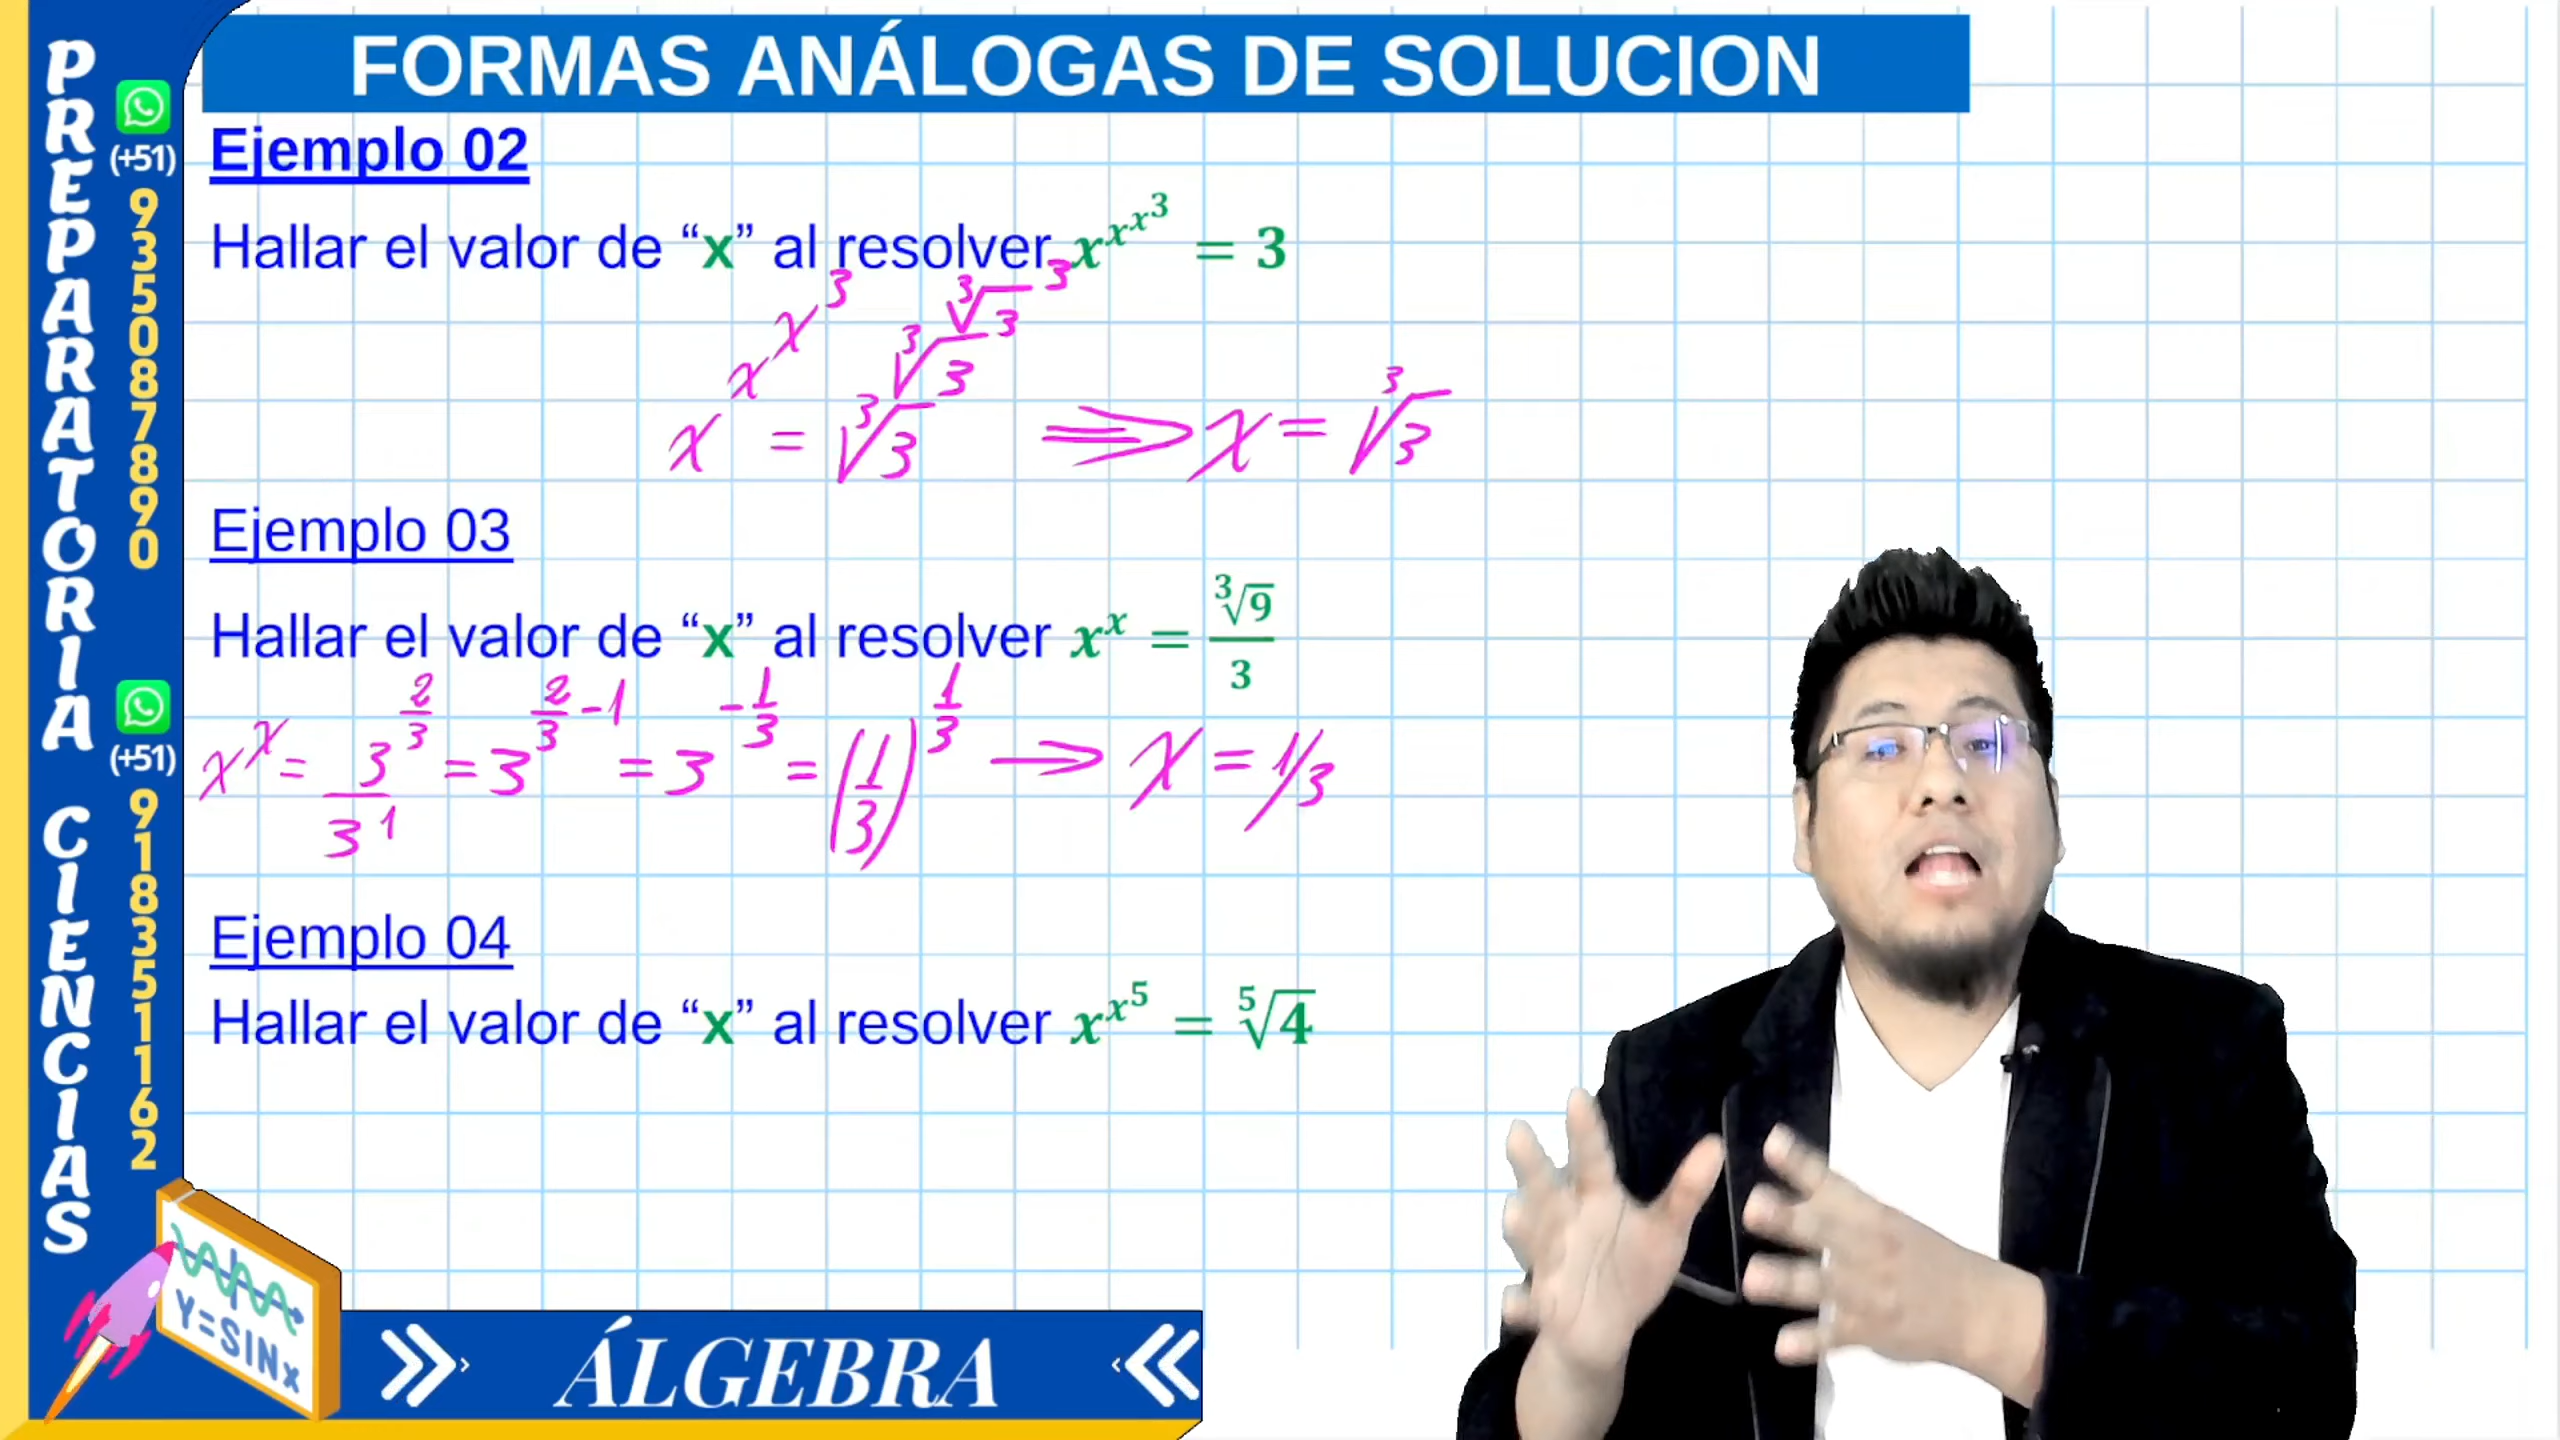 PREPARATORIA CIENCIAS
(+51)
935087890
(+51)
918351162
FORMAS ANÁLOGAS DE SOLUCION
Ejemplo 02
Hallar el valor de “x” al resolver x^{x^{x^3}} = 3
x^{x^{x^3}} = ∛3^{∛3^{∛3^3}} ⟹ x = ∛3
Ejemplo 03
Hallar el valor de “x” al resolver x^x = ∛9/3
x^x = 3^{2/3}/3^1 = 3^{2/3-1} = 3^{-1/3} = (1/3)^{1/3} → x = 1/3
Ejemplo 04
Hallar el valor de “x” al resolver x^{x^5} = ⁵√4
Y=SINx
ÁLGEBRA